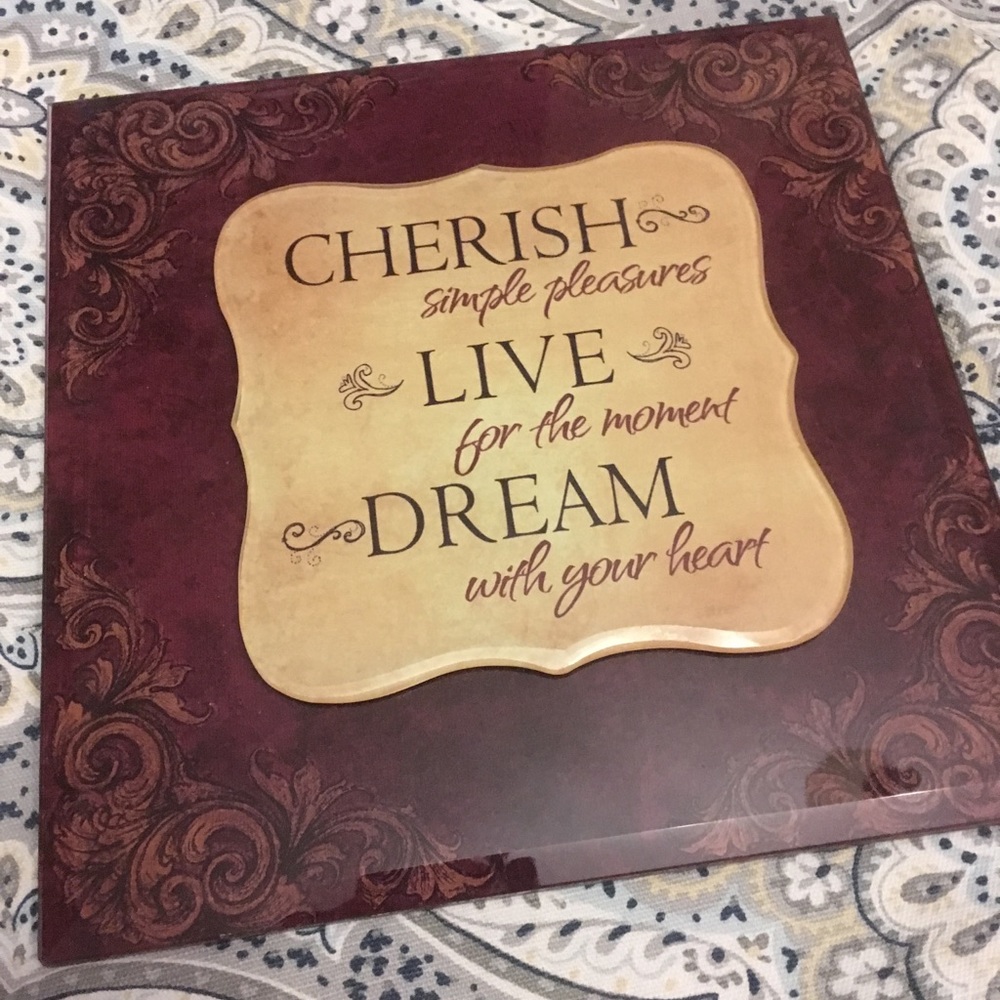 CHERISH
simple pleasures
LIVE
for the moment
DREAM
with your heart